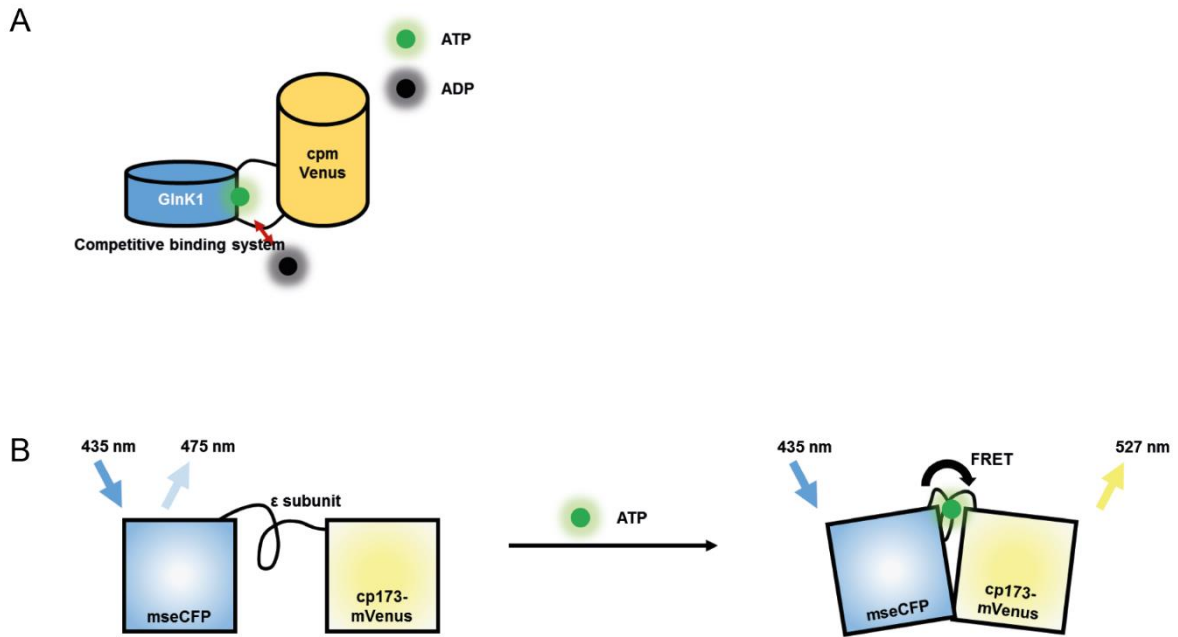 A
ATP
ADP
cpm
Venus
GlnK1
Competitive binding system
B
435 nm
475 nm
ε subunit
mseCFP
cp173-
mVenus
ATP
435 nm
FRET
527 nm
mseCFP
cp173-
mVenus